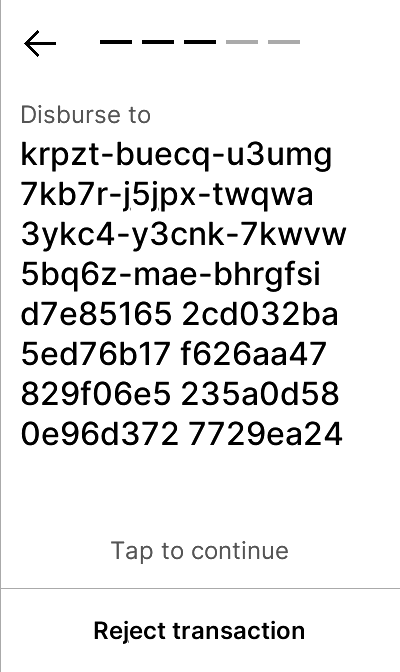 Disburse to
krpzt-buecq-u3umg
7kb7r-j5jpx-twqwa
3ykc4-y3cnk-7kwvw
5bq6z-mae-bhrgfsi
d7e85165 2cd032ba
5ed76b17 f626aa47
829f06e5 235a0d58
0e96d372 7729ea24
Tap to continue
Reject transaction